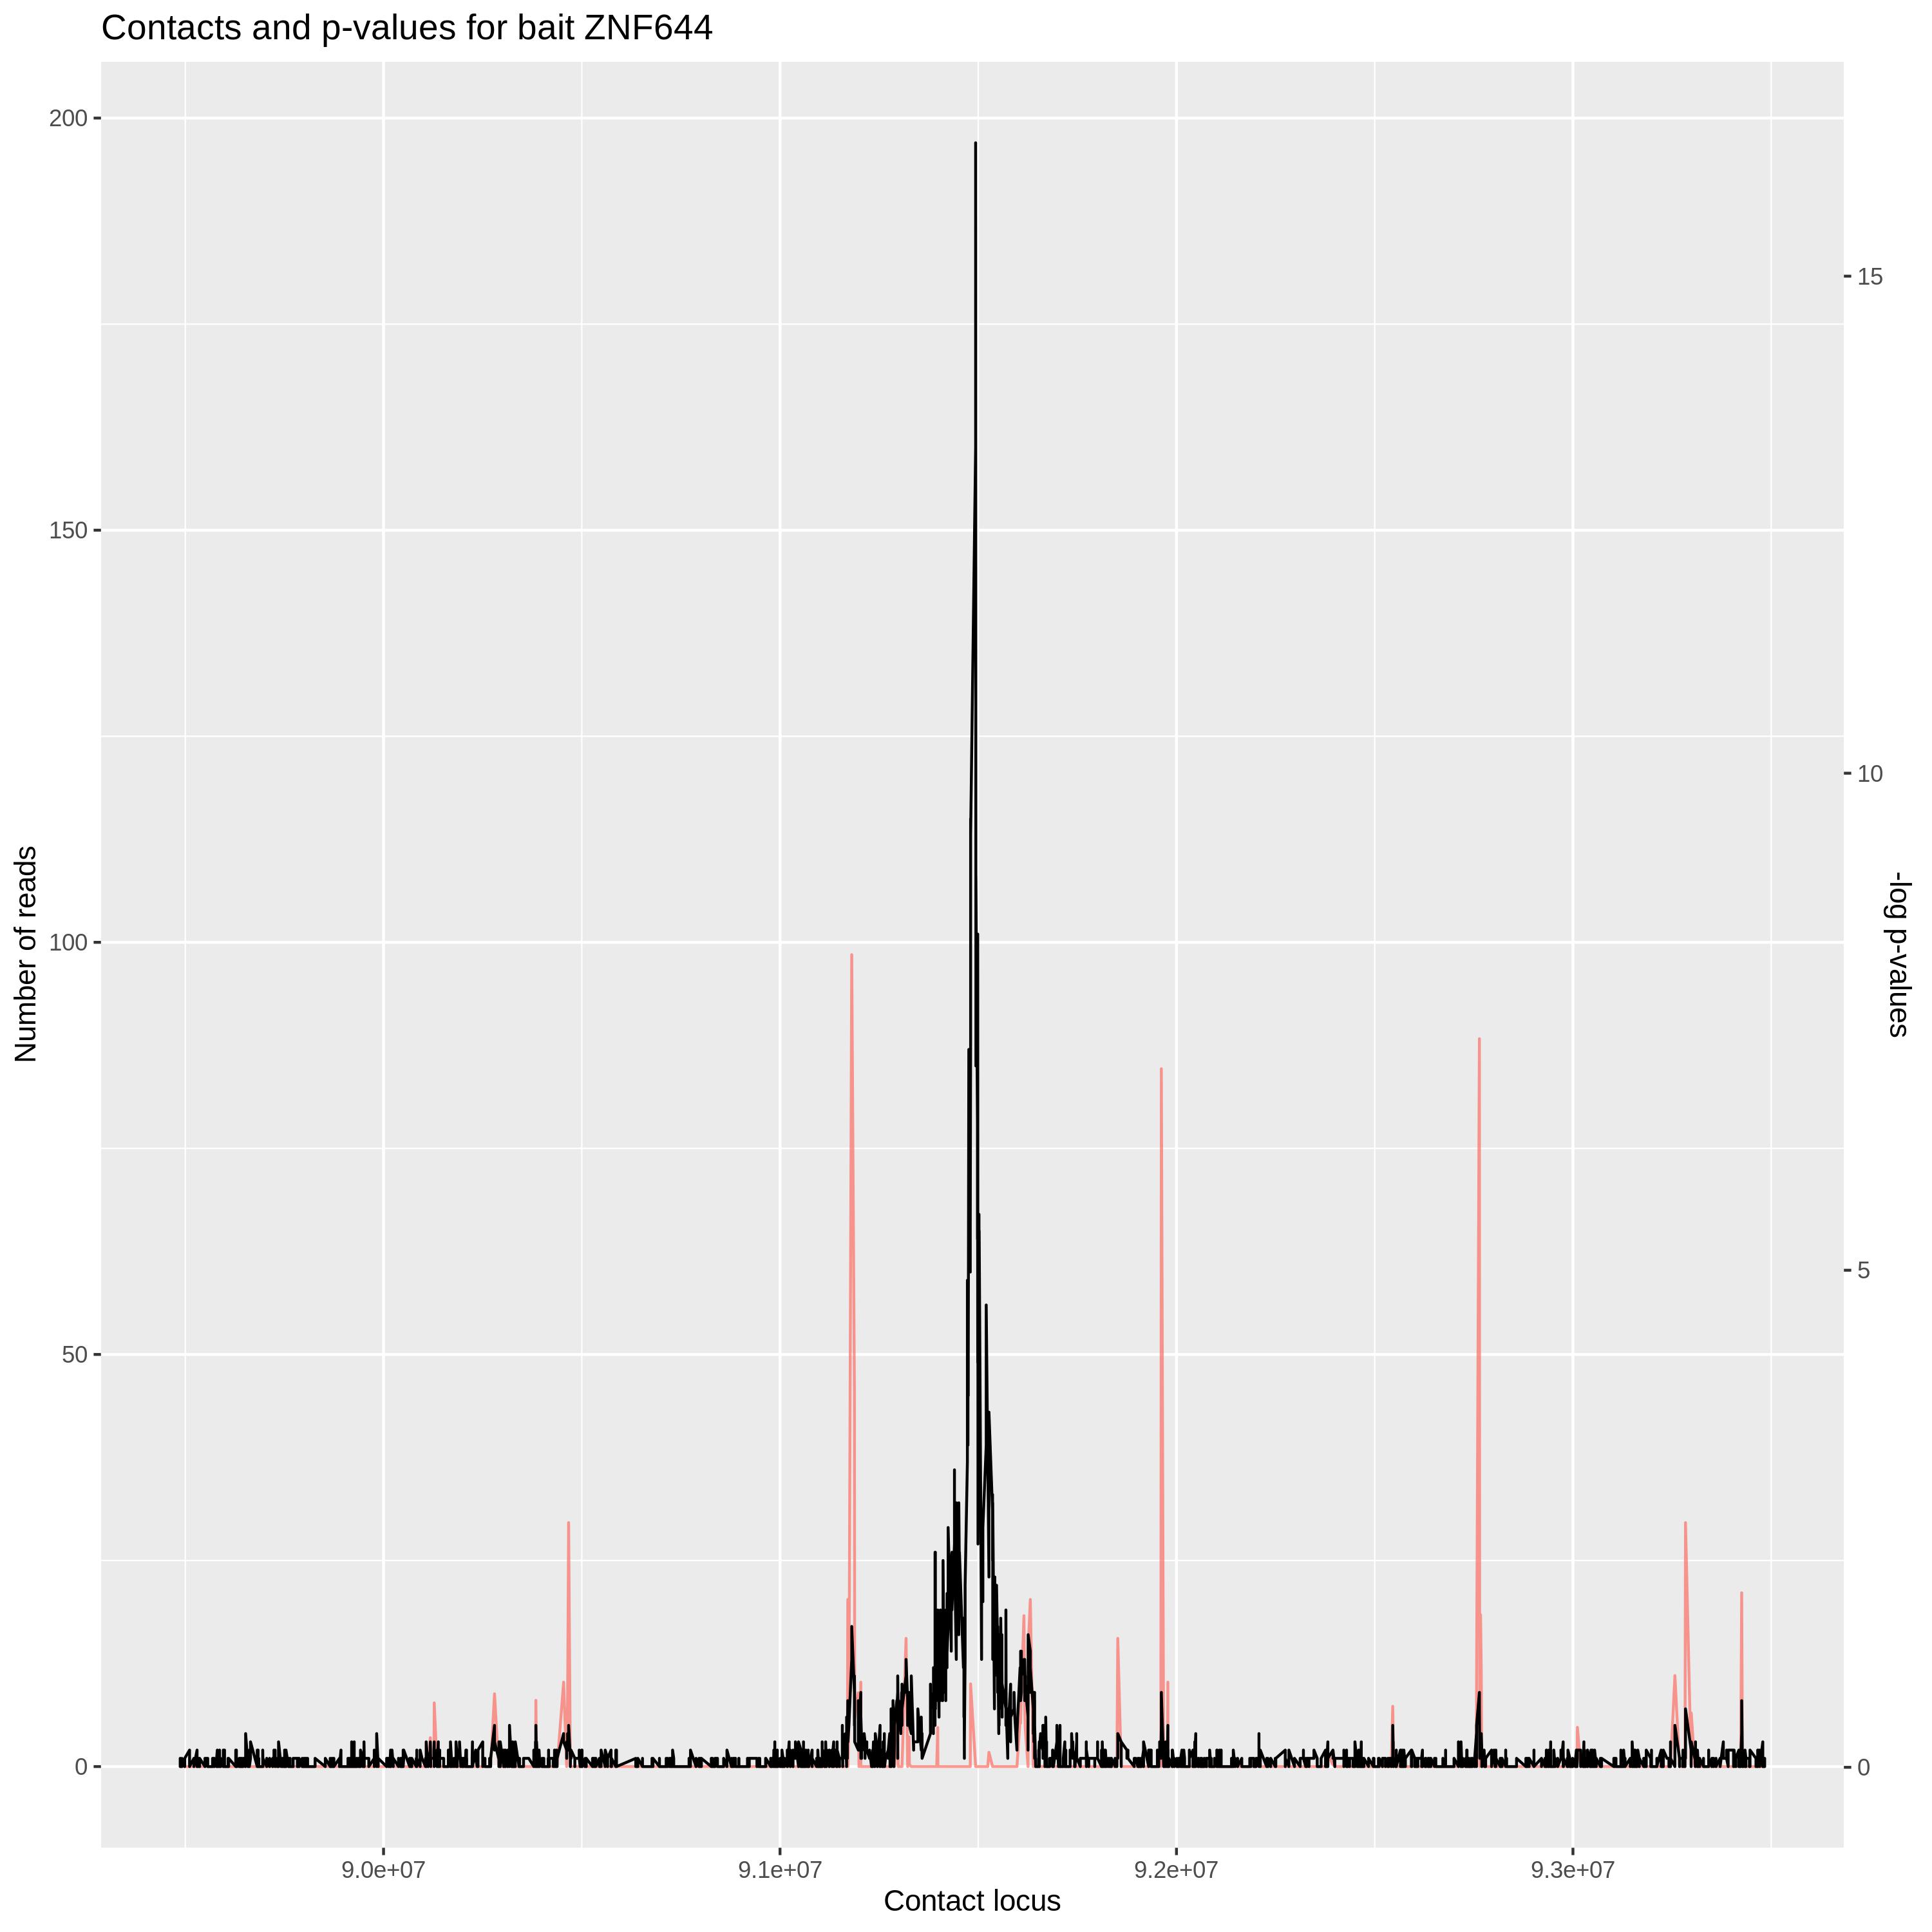 Contacts and p-values for bait ZNF644
200
150
100
50
0
Number of reads
15
10
5
0
-log p-values
9.0e+07
9.1e+07
9.2e+07
9.3e+07
Contact locus